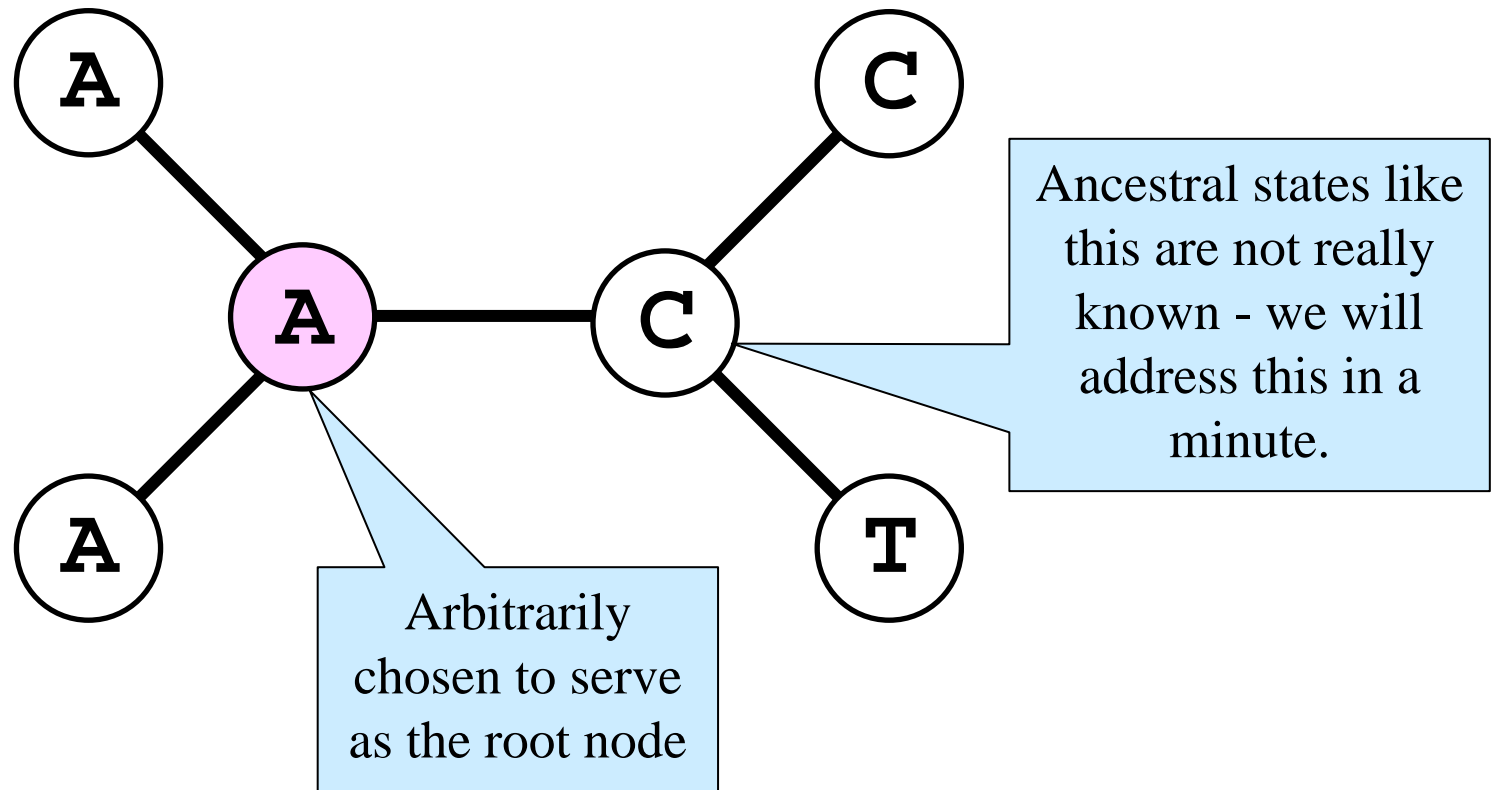 A
C
Ancestral states like
this are not really
known - we will
address this in a
minute.
A
C
A
T
Arbitrarily
chosen to serve
as the root node